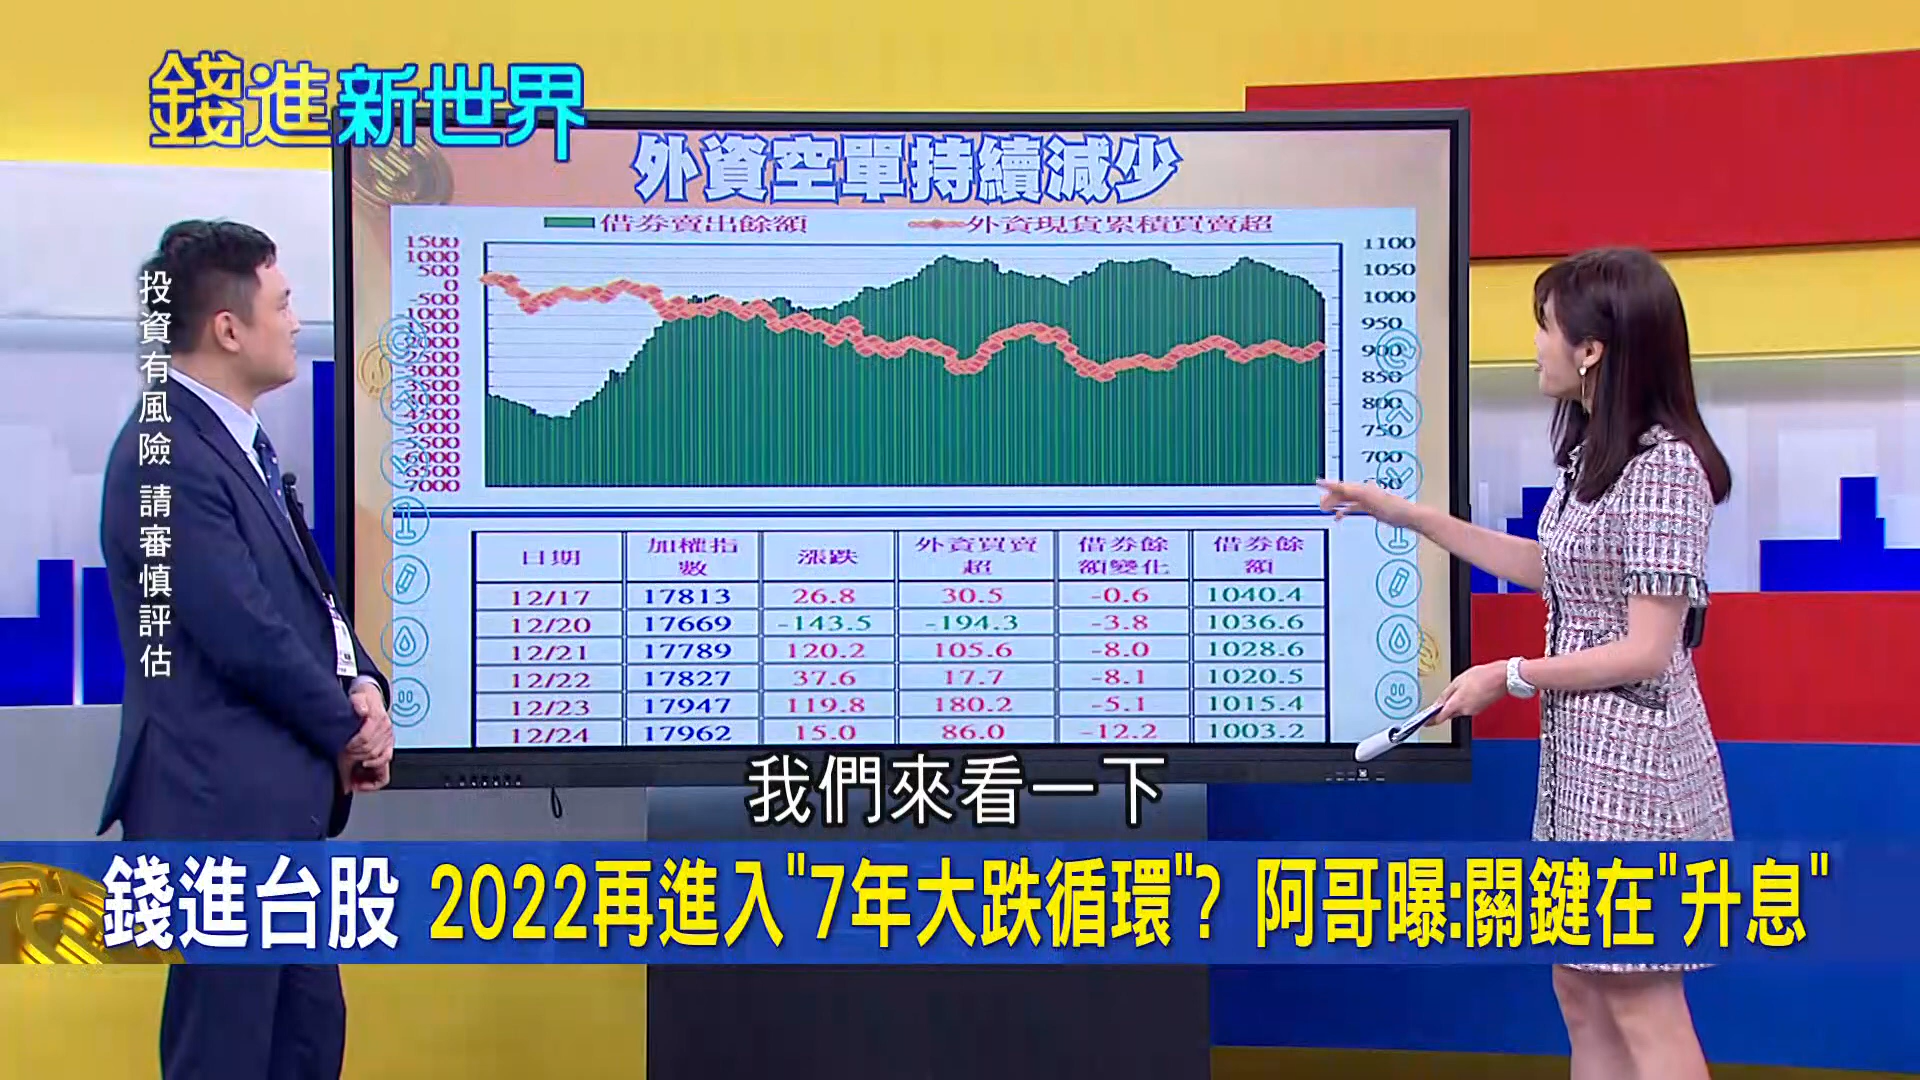 錢進新世界
外資空單持續減少
借券賣出餘額 外資現貨累積買賣超
1500 1100
1000
500 1050
0
-500 1000
1000
1500 950
2000
2500 900
3000
3500 850
4000 800
4500
5000 750
5500
6000 700
6500
7000
日期 加權指數 漲跌 外資買賣超 借券餘額變化 借券餘額
12/17 17813 26.8 30.5 -0.6 1040.4
12/20 17669 -143.5 -194.3 -3.8 1036.6
12/21 17789 120.2 105.6 -8.0 1028.6
12/22 17827 37.6 17.7 -8.1 1020.5
12/23 17947 119.8 180.2 -5.1 1015.4
12/24 17962 15.0 86.0 -12.2 1003.2
投資有風險 請審慎評估
我們來看一下
錢進台股 2022再進入"7年大跌循環"? 阿哥曝:關鍵在"升息"